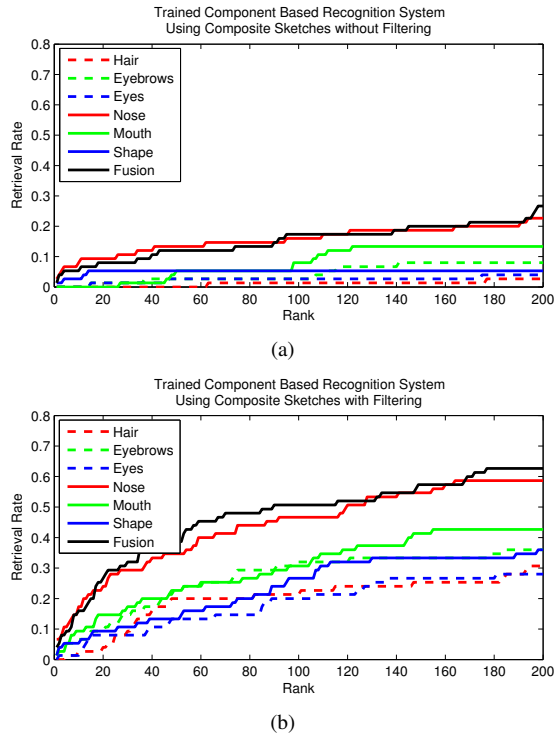 Trained Component Based Recognition System
Using Composite Sketches without Filtering
0.8
0.7
0.6
0.5
0.4
0.3
0.2
0.1
0
Retrieval Rate
Hair
Eyebrows
Eyes
Nose
Mouth
Shape
Fusion
0 20 40 60 80 100 120 140 160 180 200
Rank
(a)
Trained Component Based Recognition System
Using Composite Sketches with Filtering
0.8
0.7
0.6
0.5
0.4
0.3
0.2
0.1
0
Retrieval Rate
Hair
Eyebrows
Eyes
Nose
Mouth
Shape
Fusion
0 20 40 60 80 100 120 140 160 180 200
Rank
(b)